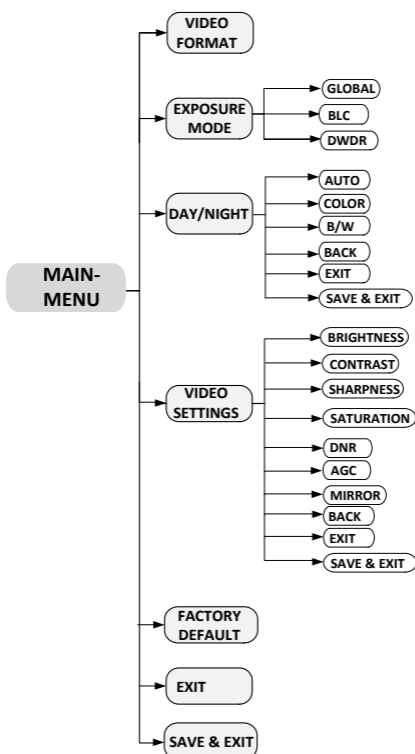 VIDEO
FORMAT
EXPOSURE
MODE
GLOBAL
BLC
DWDR
DAY/NIGHT
AUTO
COLOR
B/W
BACK
EXIT
SAVE & EXIT
MAIN-
MENU
VIDEO
SETTINGS
BRIGHTNESS
CONTRAST
SHARPNESS
SATURATION
DNR
AGC
MIRROR
BACK
EXIT
SAVE & EXIT
FACTORY
DEFAULT
EXIT
SAVE & EXIT